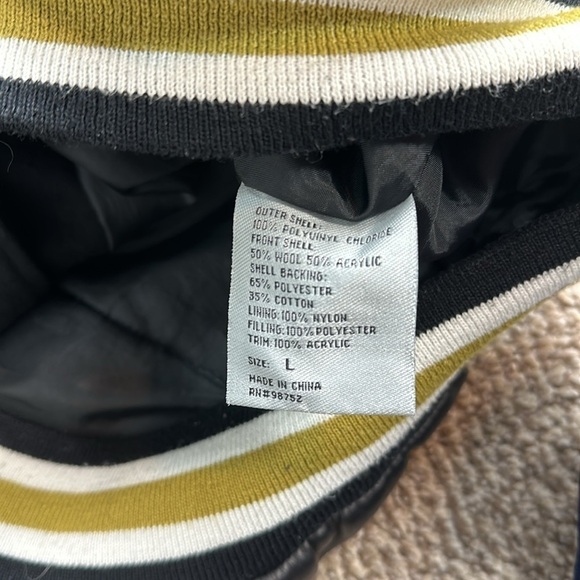 OUTER SHELL:
100% POLYVINYL CHLORIDE
FRONT SHELL:
50% WOOL 50% ACRYLIC
SHELL BACKING:
65% POLYESTER
35% COTTON
LINING:100% NYLON
FILLING:100% POLYESTER
TRIM:100% ACRYLIC
SIZE: L
MADE IN CHINA
RN#98752